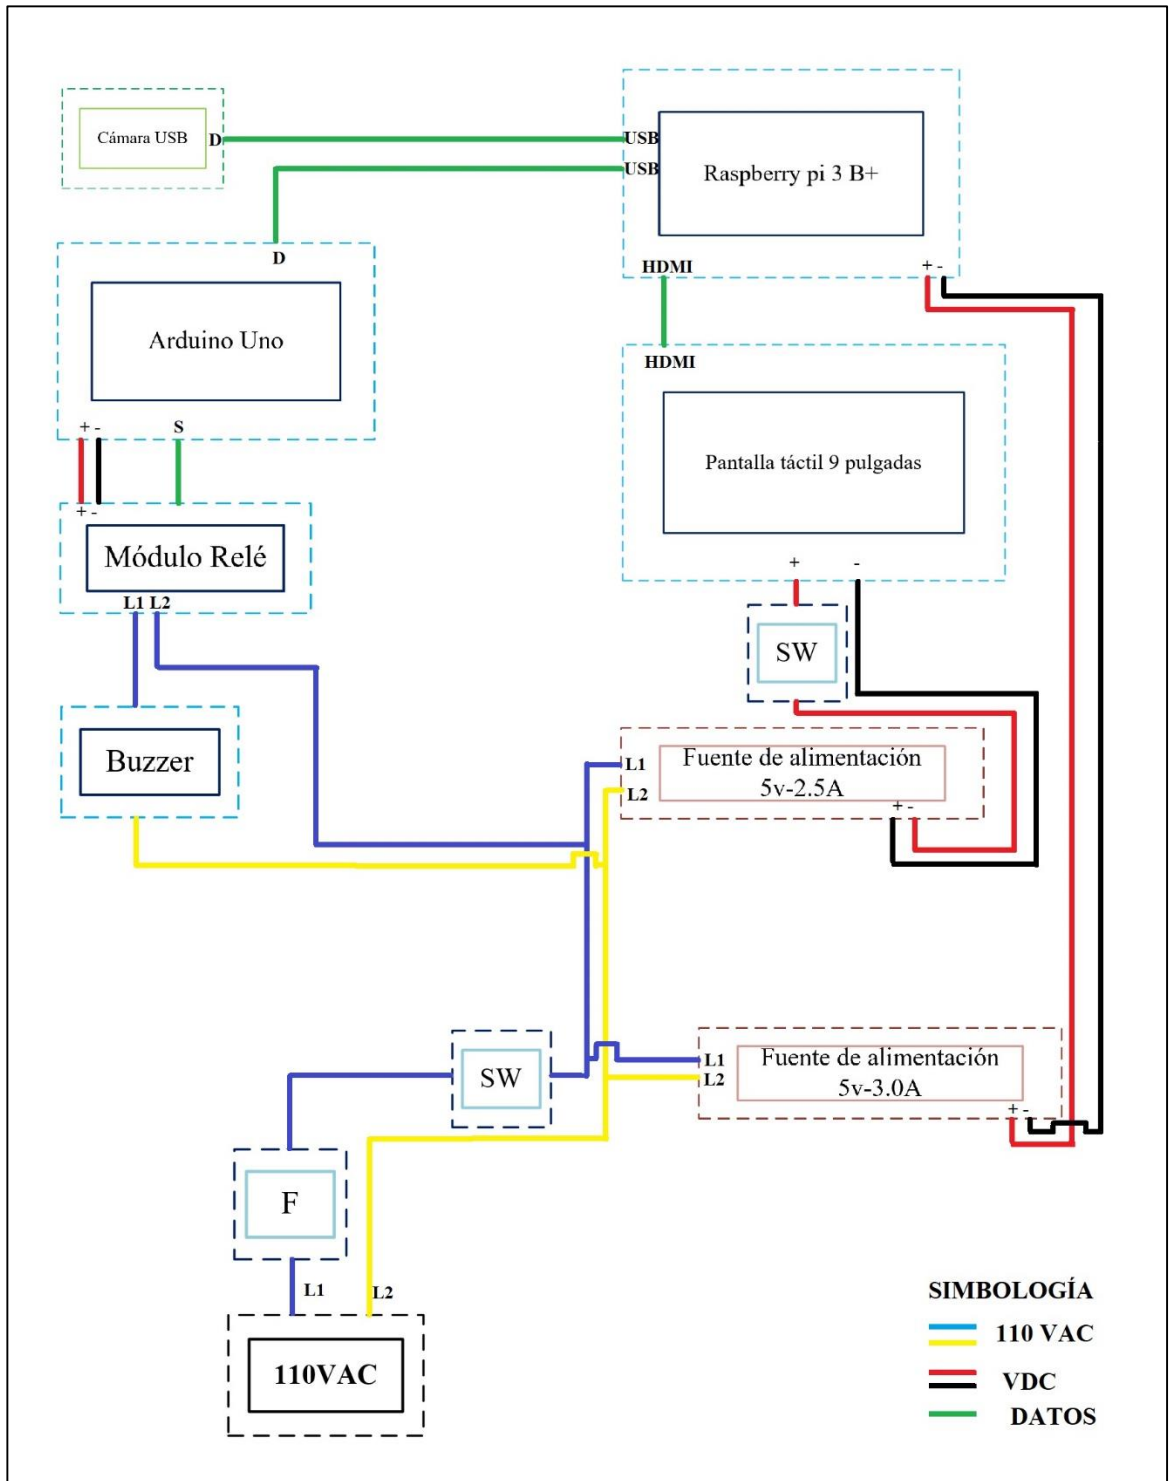 Cámara USB
D
USB
USB
Raspberry pi 3 B+
HDMI
+ -
D
Arduino Uno
+ -
S
HDMI
Pantalla táctil 9 pulgadas
+
-
+ -
Módulo Relé
L1 L2
SW
Buzzer
L1
L2
Fuente de alimentación
5v-2.5A
+ -
SW
L1
L2
Fuente de alimentación
5v-3.0A
+ -
F
L1
L2
110VAC
SIMBOLOGÍA
110 VAC
VDC
DATOS